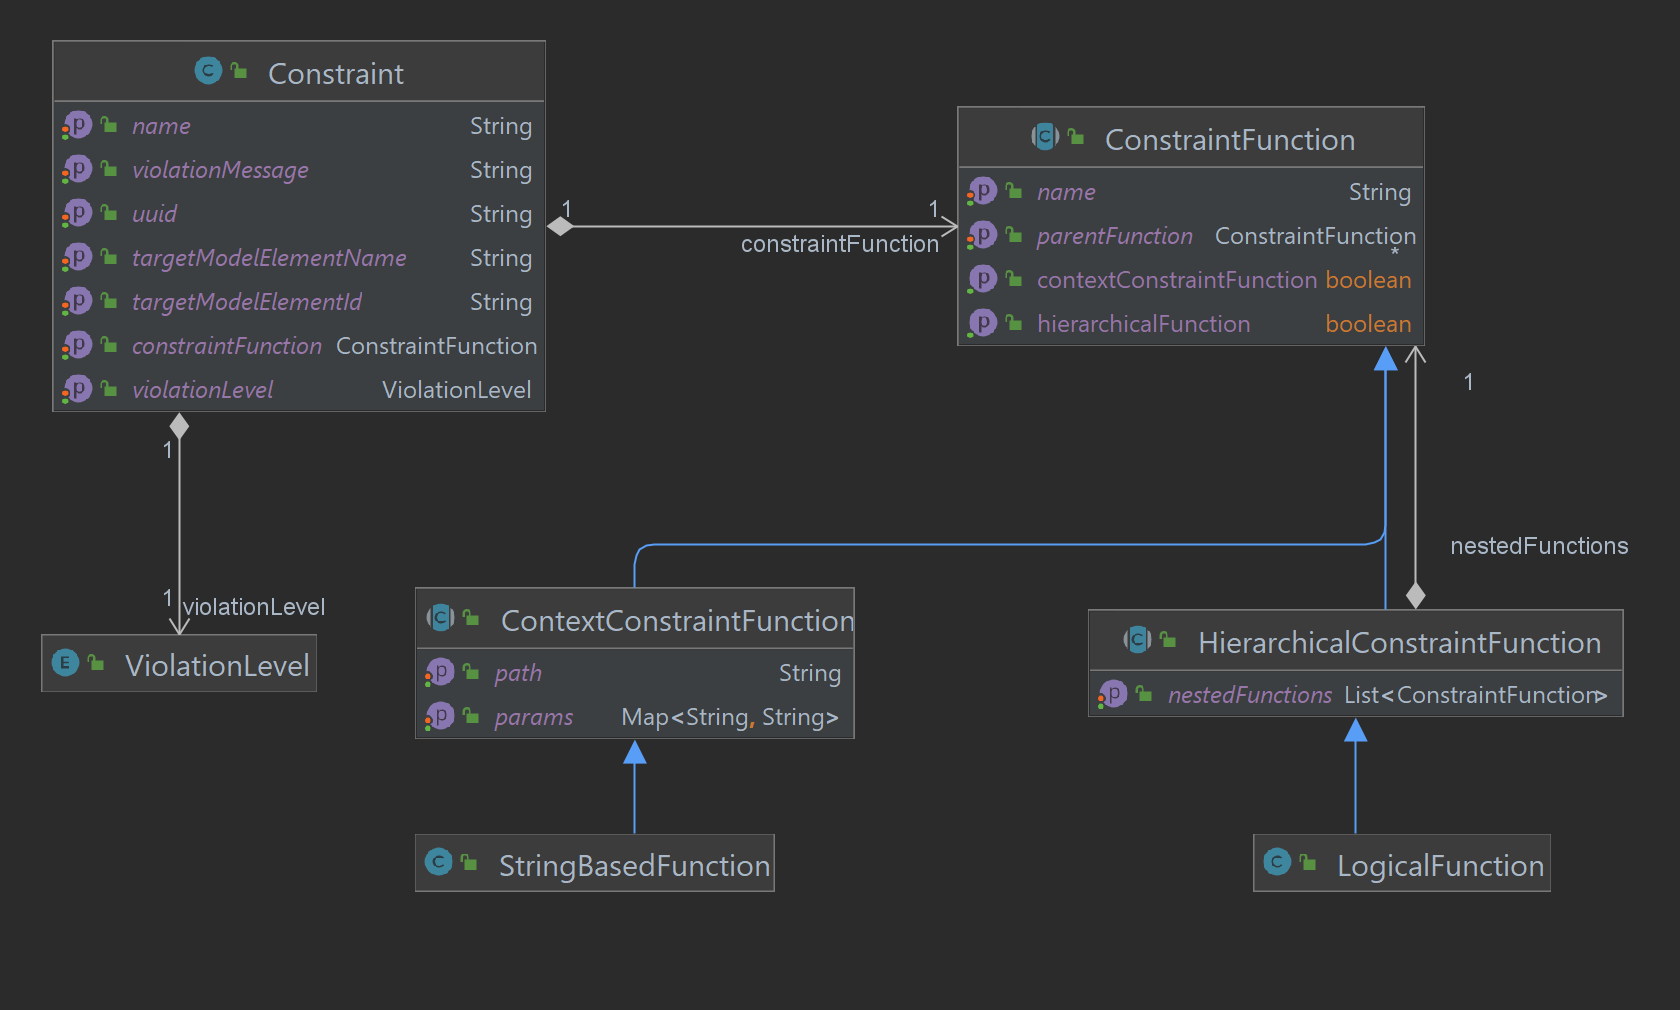 Constraint
name String
violationMessage String
uuid String
targetModelElementName String
targetModelElementId String
constraintFunction ConstraintFunction
violationLevel ViolationLevel
1
1
constraintFunction
ConstraintFunction
name String
parentFunction ConstraintFunction
*
contextConstraintFunction boolean
hierarchicalFunction boolean
1
1
1
violationLevel
nestedFunctions
E ViolationLevel
ContextConstraintFunction
path String
params Map<String, String>
HierarchicalConstraintFunction
nestedFunctions List<ConstraintFunction>
StringBasedFunction
LogicalFunction